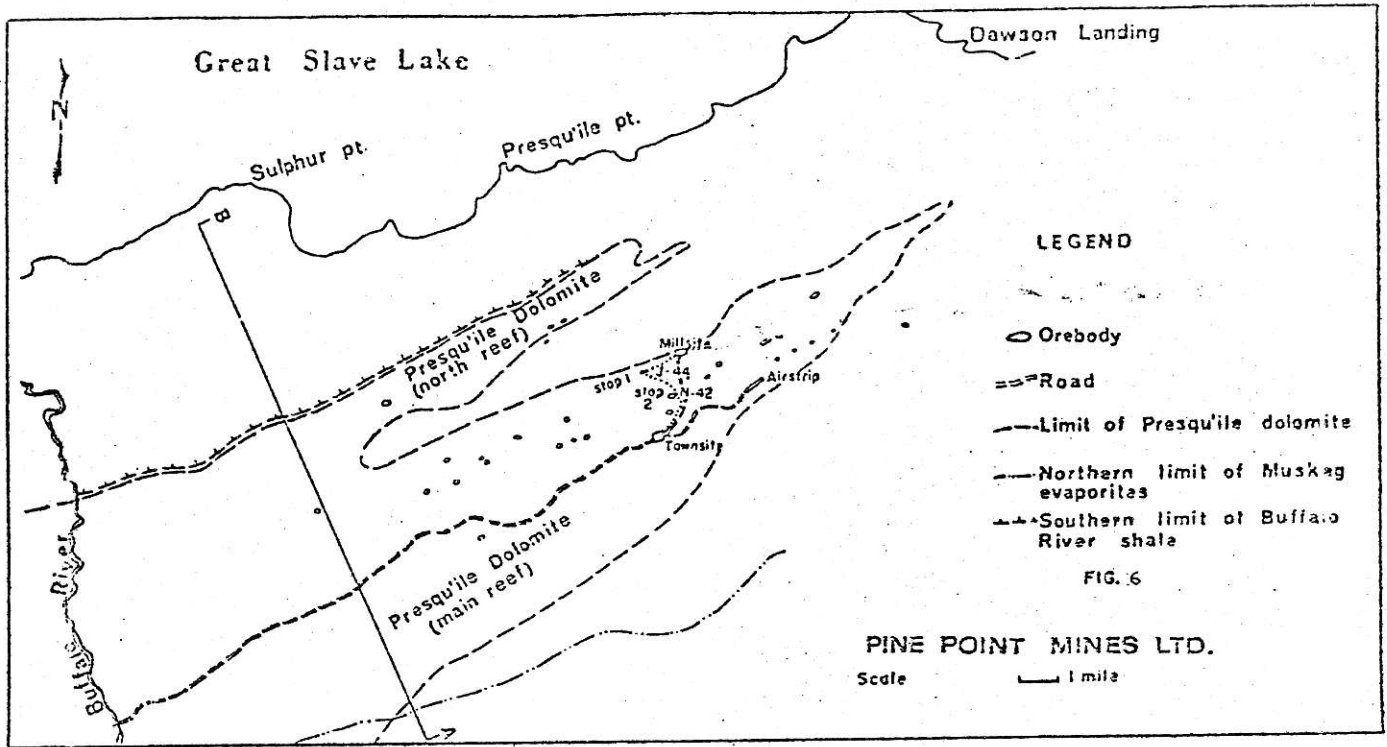 Great Slave Lake
Dawson Landing
N
Sulphur pt.
Presqu'ile pt.
B
Presqu'ile Dolomite
(north reef)
Millsite
J-44
stop 1
stop
2
N-42
Airstrip
Townsite
Presqu'ile Dolomite
(main reef)
Buffalo River
A
LEGEND
Orebody
Road
Limit of Presqu'ile dolomite
Northern limit of Muskeg
evaporites
Southern limit of Buffalo
River shale
FIG. 6
PINE POINT MINES LTD.
Scale 1 mile